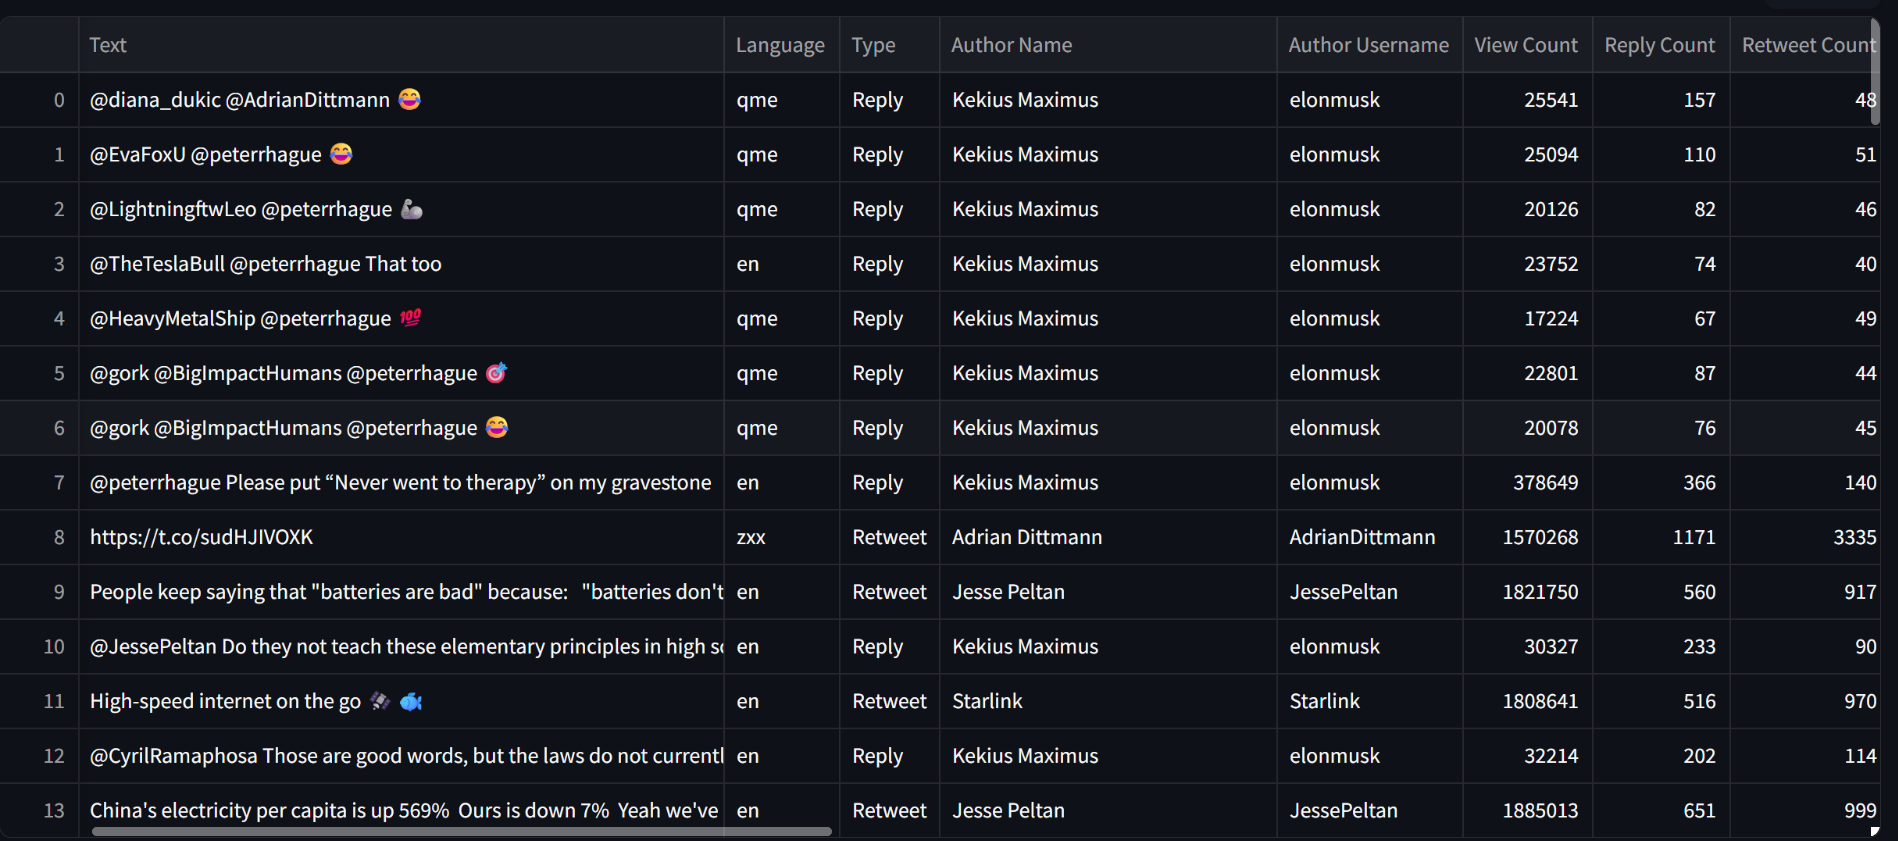 Text Language Type Author Name Author Username View Count Reply Count Retweet Count
0 @diana_dukic @AdrianDittmann 😂 qme Reply Kekius Maximus elonmusk 25541 157 48
1 @EvaFoxU @peterrhague 😂 qme Reply Kekius Maximus elonmusk 25094 110 51
2 @LightningftwLeo @peterrhague 🦾 qme Reply Kekius Maximus elonmusk 20126 82 46
3 @TheTeslaBull @peterrhague That too en Reply Kekius Maximus elonmusk 23752 74 40
4 @HeavyMetalShip @peterrhague 💯 qme Reply Kekius Maximus elonmusk 17224 67 49
5 @gork @BigImpactHumans @peterrhague 🎯 qme Reply Kekius Maximus elonmusk 22801 87 44
6 @gork @BigImpactHumans @peterrhague 😂 qme Reply Kekius Maximus elonmusk 20078 76 45
7 @peterrhague Please put “Never went to therapy” on my gravestone en Reply Kekius Maximus elonmusk 378649 366 140
8 https://t.co/sudHJIVOXK zxx Retweet Adrian Dittmann AdrianDittmann 1570268 1171 3335
9 People keep saying that "batteries are bad" because: "batteries don't en Retweet Jesse Peltan JessePeltan 1821750 560 917
10 @JessePeltan Do they not teach these elementary principles in high sc en Reply Kekius Maximus elonmusk 30327 233 90
11 High-speed internet on the go 🛰️ 🐟 en Retweet Starlink Starlink 1808641 516 970
12 @CyrilRamaphosa Those are good words, but the laws do not currentl en Reply Kekius Maximus elonmusk 32214 202 114
13 China's electricity per capita is up 569% Ours is down 7% Yeah we've en Retweet Jesse Peltan JessePeltan 1885013 651 999